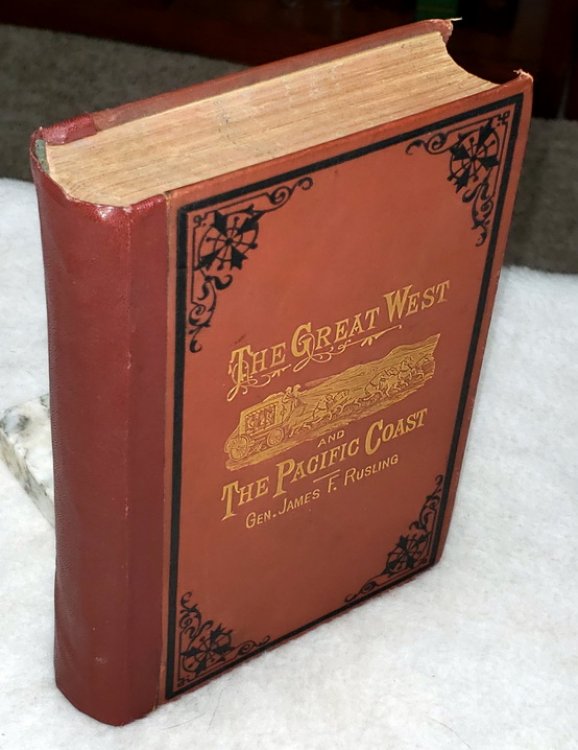 THE GREAT WEST
AND
THE PACIFIC COAST
GEN. JAMES F. RUSLING